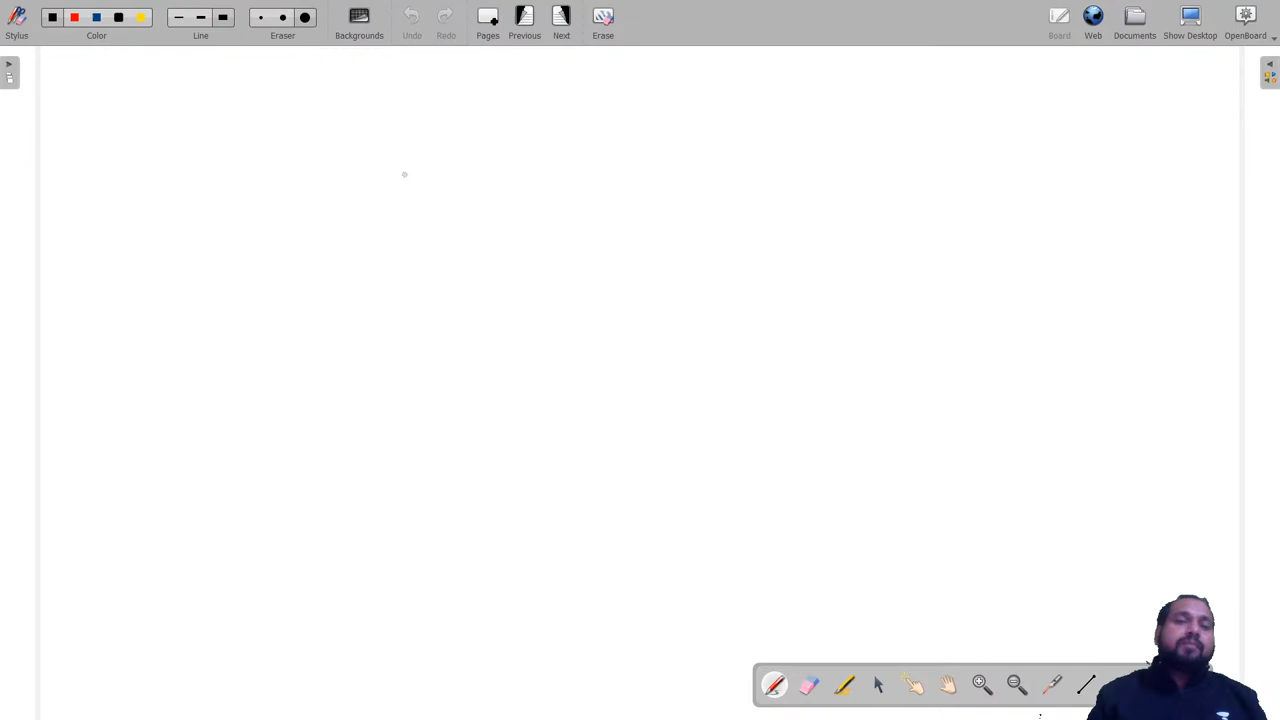 Stylus
Color
Line
Eraser
Backgrounds
Undo
Redo
Pages
Previous
Next
Erase
Board
Web
Documents
Show Desktop
OpenBoard